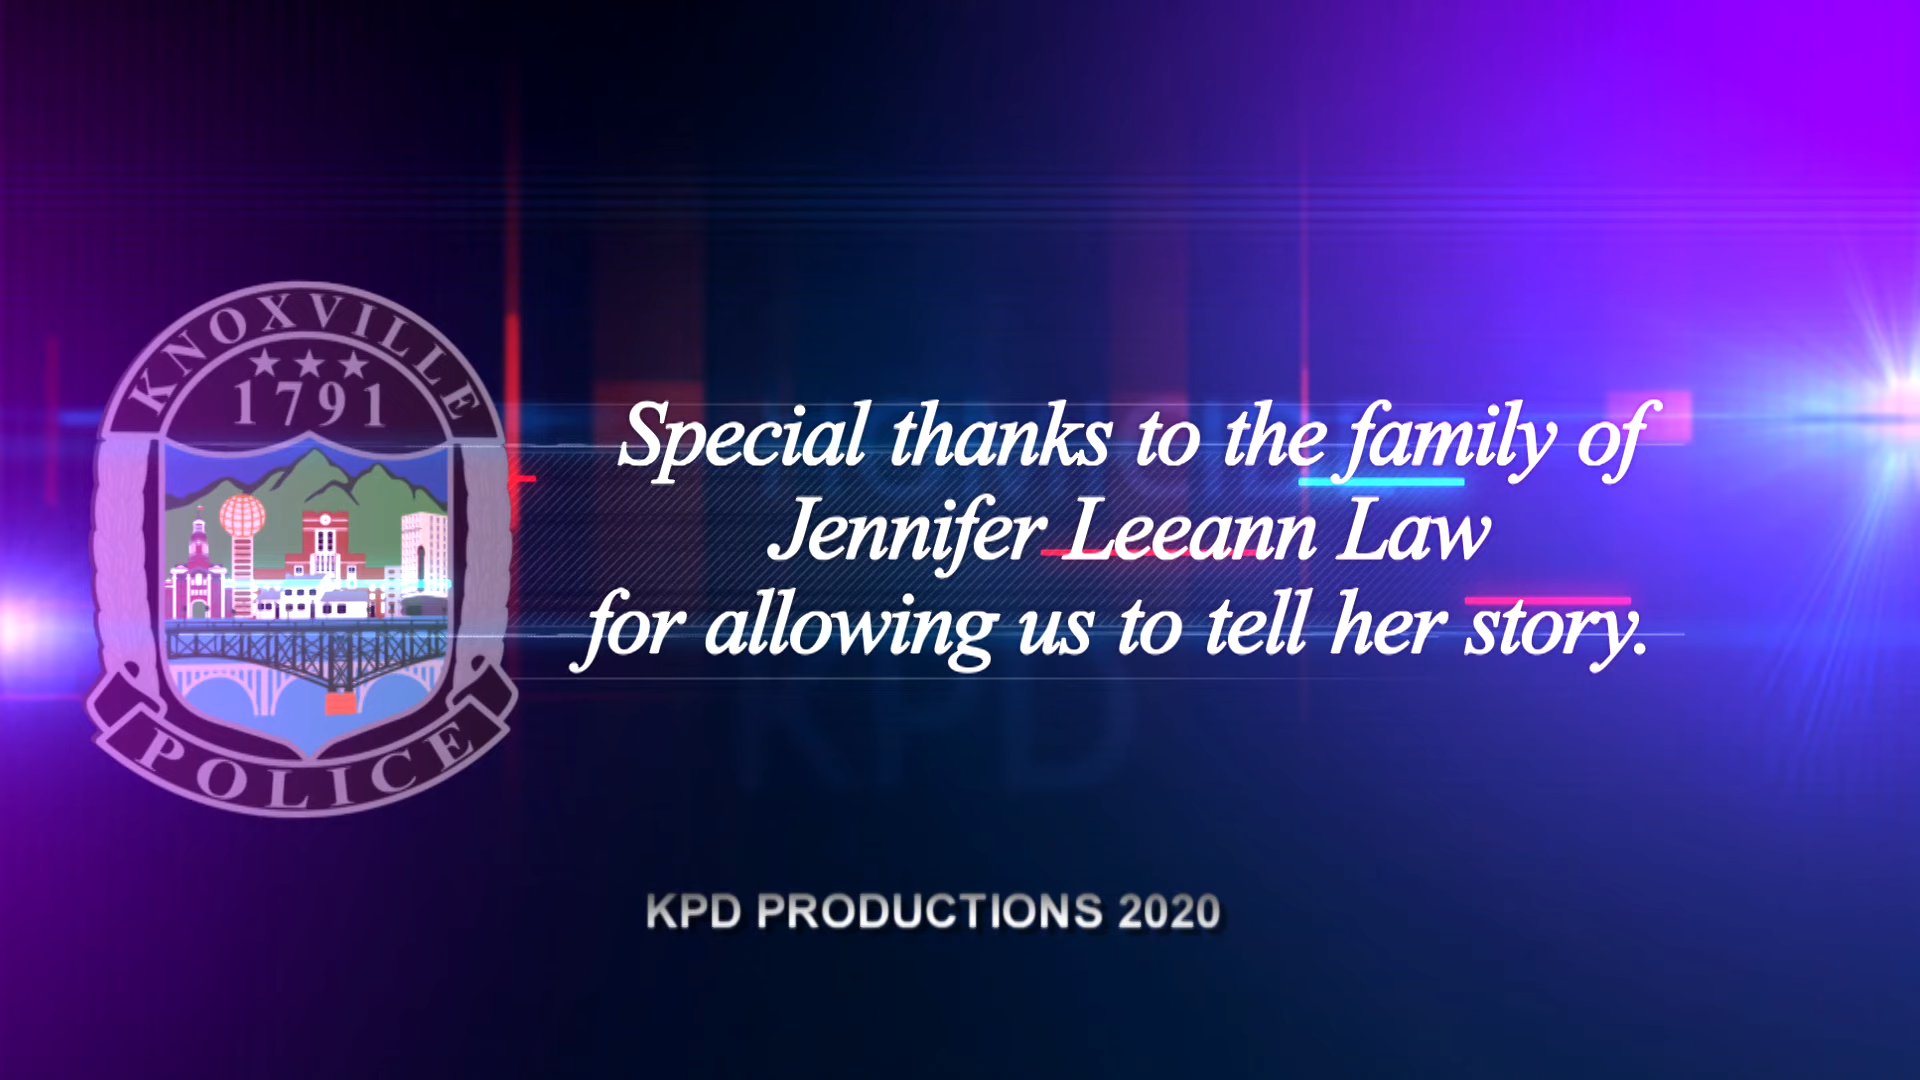 KNOXVILLE
1791
POLICE
Special thanks to the family of
Jennifer Leeann Law
for allowing us to tell her story.
KPD
KPD PRODUCTIONS 2020